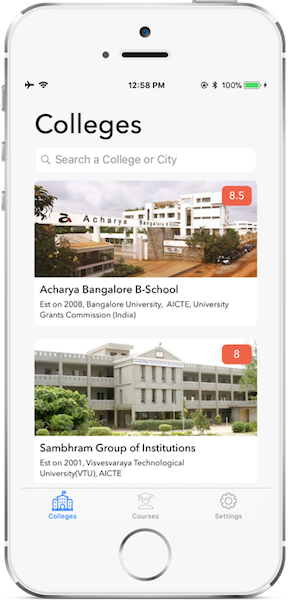 12:58 PM
100%
Colleges
Search a College or City
8.5
Acharya Bangalore B-School
Acharya Bangalore B-School
Est on 2008, Bangalore University, AICTE, University
Grants Commission (India)
8
Sambhram Group of Institutions
Est on 2001, Visvesvaraya Technological
University(VTU), AICTE
Colleges
Courses
Settings